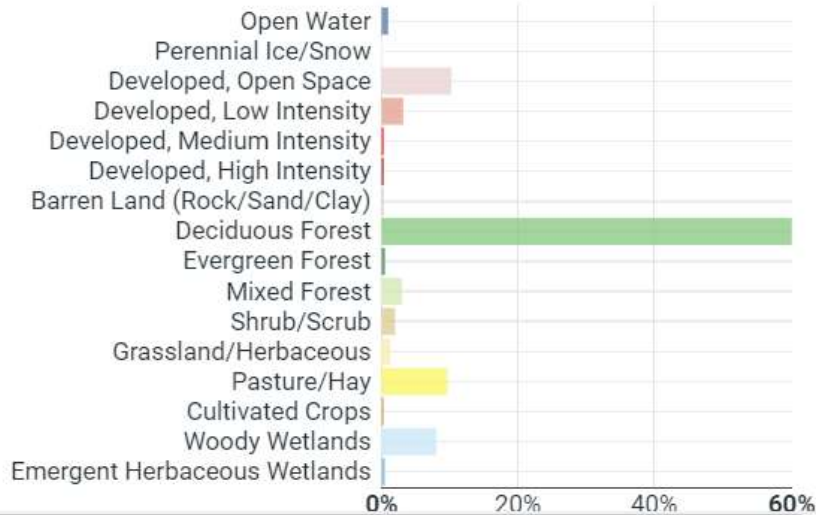 Open Water
Perennial Ice/Snow
Developed, Open Space
Developed, Low Intensity
Developed, Medium Intensity
Developed, High Intensity
Barren Land (Rock/Sand/Clay)
Deciduous Forest
Evergreen Forest
Mixed Forest
Shrub/Scrub
Grassland/Herbaceous
Pasture/Hay
Cultivated Crops
Woody Wetlands
Emergent Herbaceous Wetlands
0% 20% 40% 60%